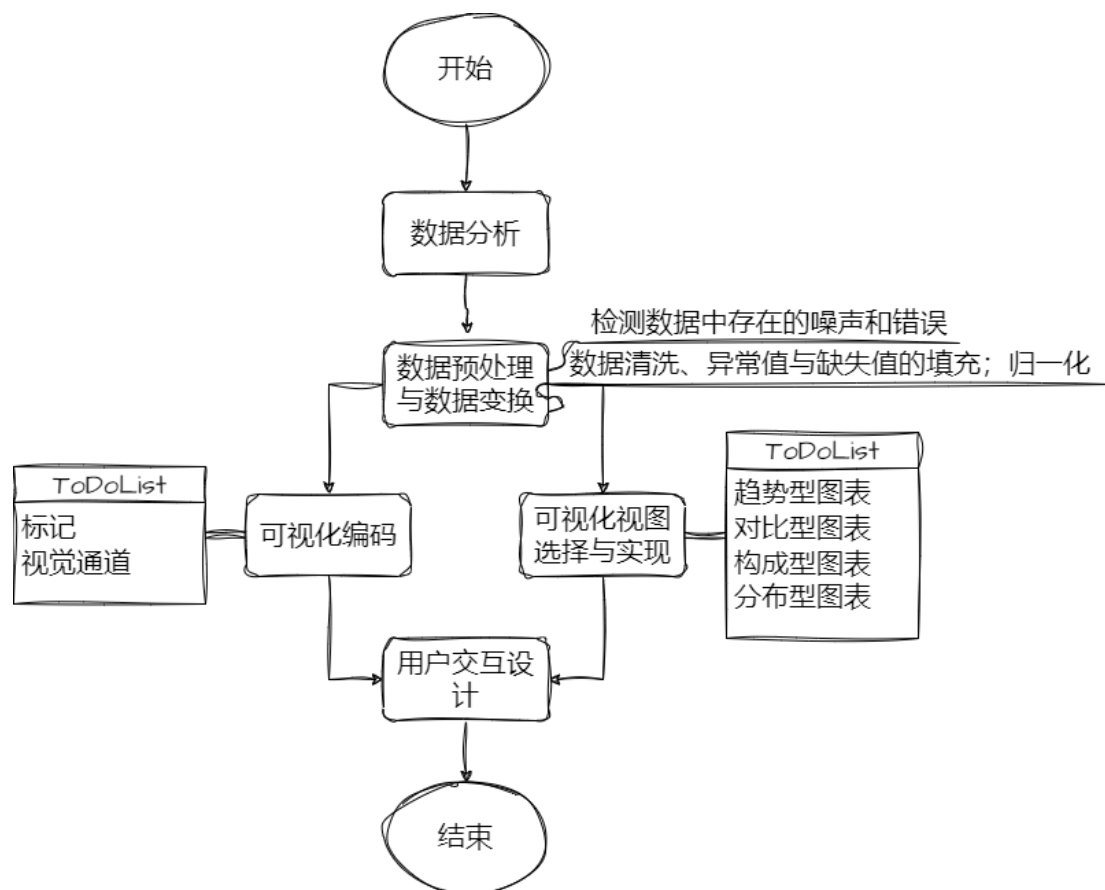 开始
数据分析
检测数据中存在的噪声和错误
数据清洗、异常值与缺失值的填充；归一化
数据预处理
与数据变换
ToDoList
标记
视觉通道
可视化编码
可视化视图
选择与实现
ToDoList
趋势型图表
对比型图表
构成型图表
分布型图表
用户交互设
计
结束